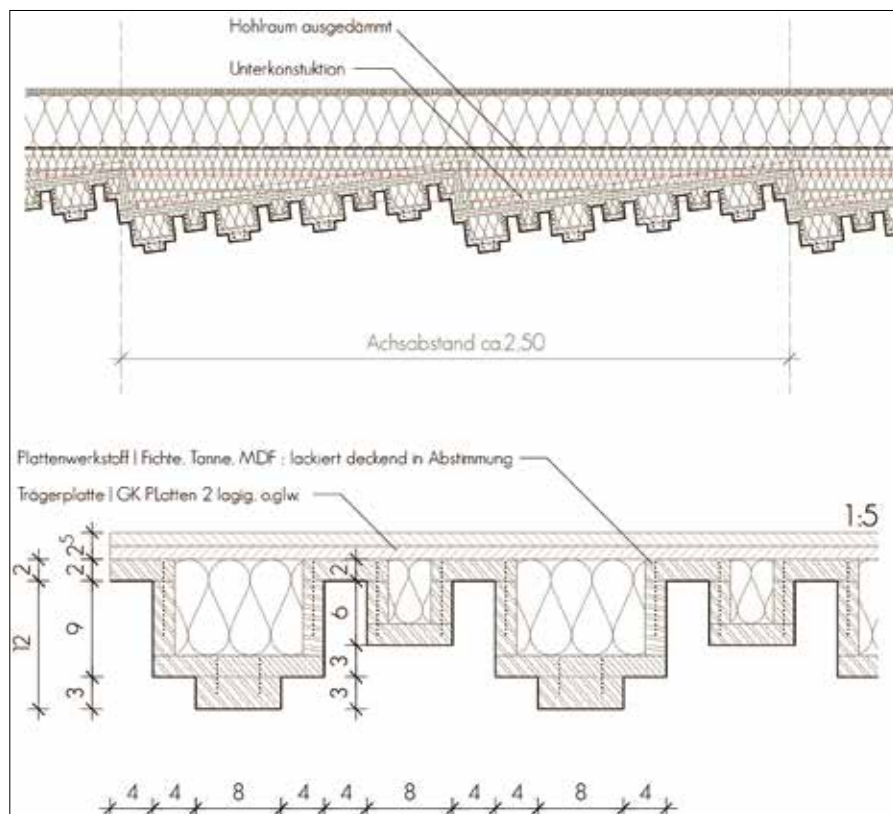 Hohlraum ausgedämmt
Unterkonstuktion
Achsabstand ca.2,50
Plattenwerkstoff | Fichte, Tanne, MDF : lackiert deckend in Abstimmung
Trägerplatte | GK PLatten 2 lagig, o.glw.
1:5
2 12
2 2⁵ 9 3
2 6 3 3
4 4 8 4 4 8 4 4 8 4